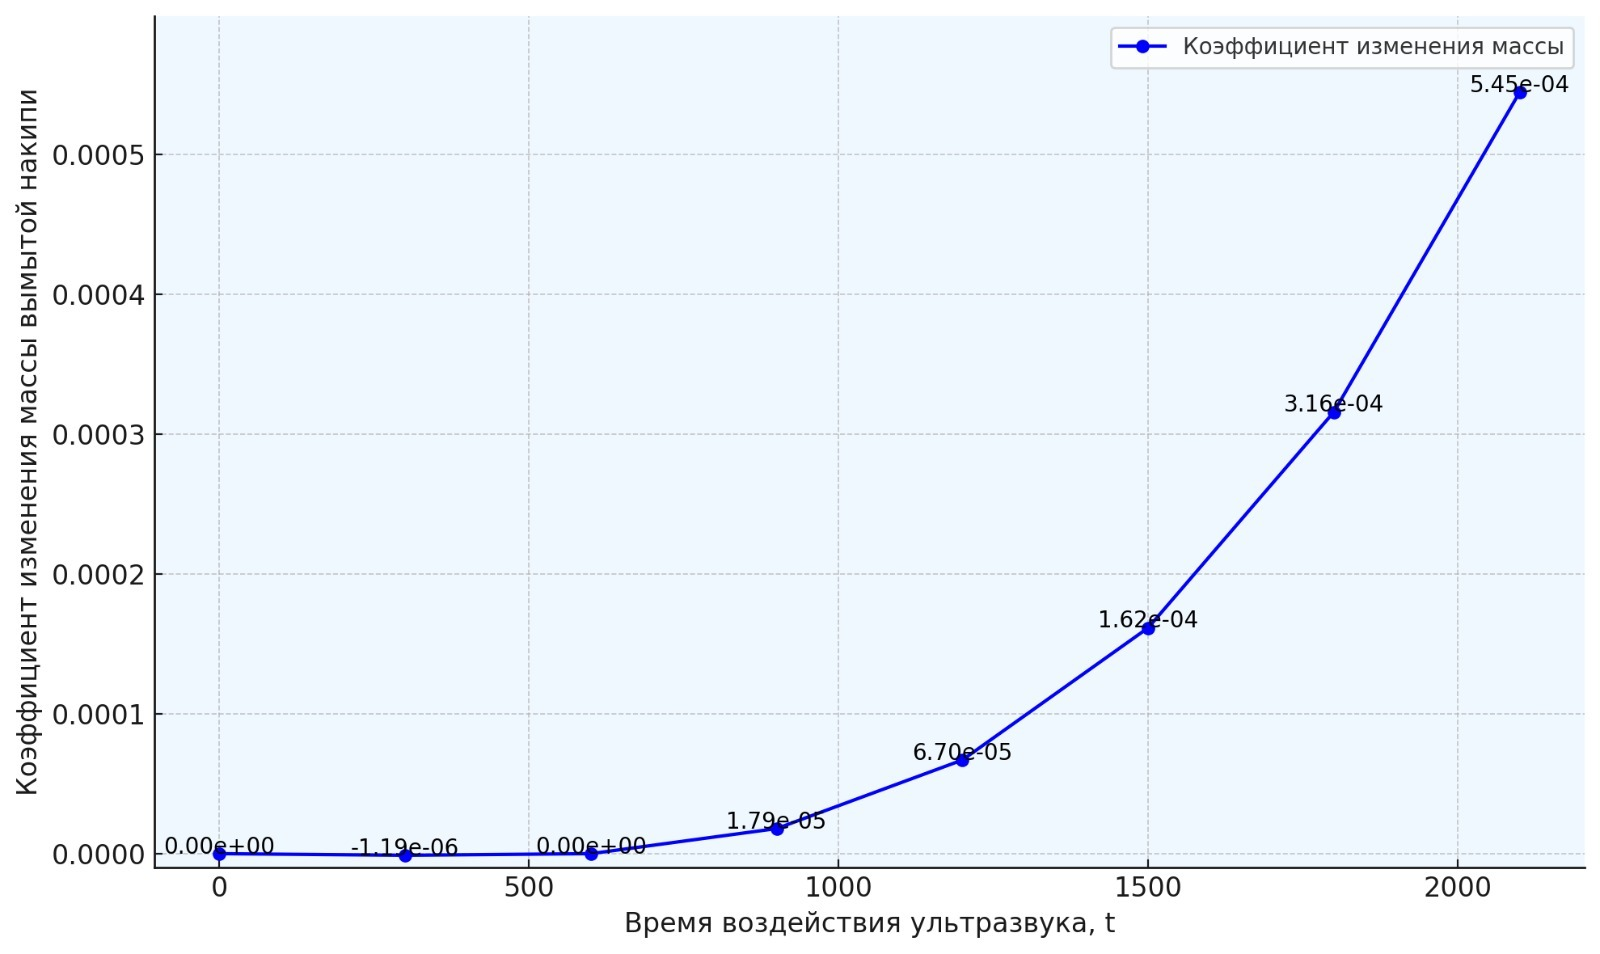 Коэффициент изменения массы
5.45e-04
3.16e-04
1.62e-04
6.70e-05
1.79e-05
0.00e+00
-1.19e-06
0.00e+00
Коэффициент изменения массы вымытой накипи
0.0005
0.0004
0.0003
0.0002
0.0001
0.0000
0 500 1000 1500 2000
Время воздействия ультразвука, t